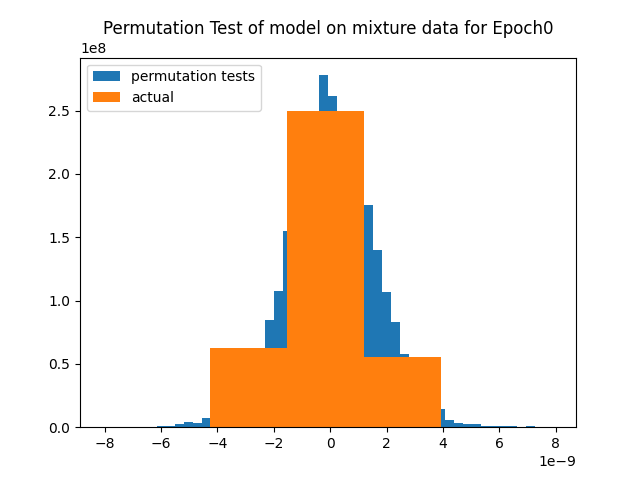 Permutation Test of model on mixture data for Epoch0
1e8
permutation tests
actual
2.5
2.0
1.5
1.0
0.5
0.0
−8 −6 −4 −2 0 2 4 6 8
1e−9